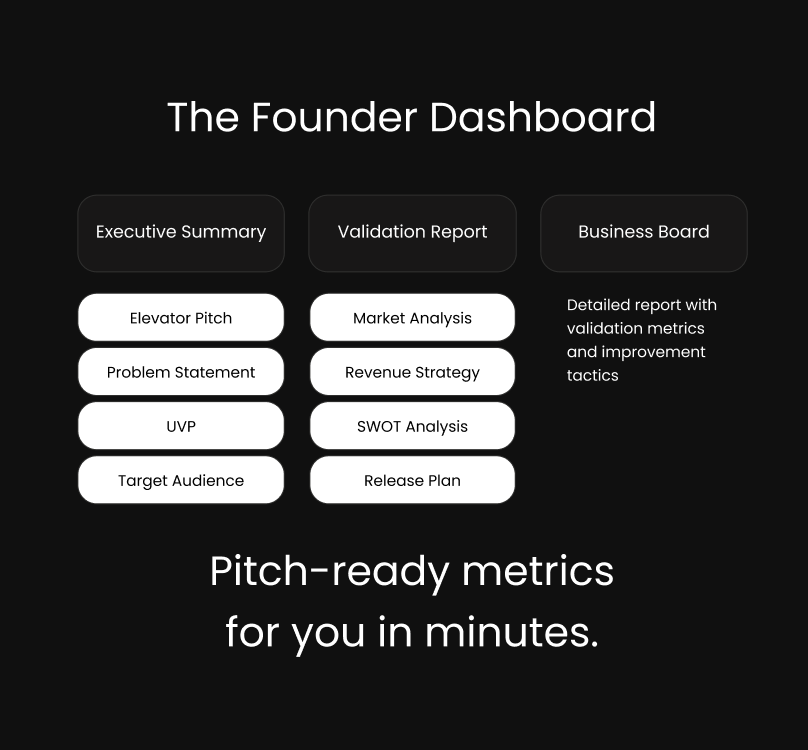 The Founder Dashboard
Executive Summary
Validation Report
Business Board
Elevator Pitch
Problem Statement
UVP
Target Audience
Market Analysis
Revenue Strategy
SWOT Analysis
Release Plan
Detailed report with
validation metrics
and improvement
tactics
Pitch-ready metrics
for you in minutes.